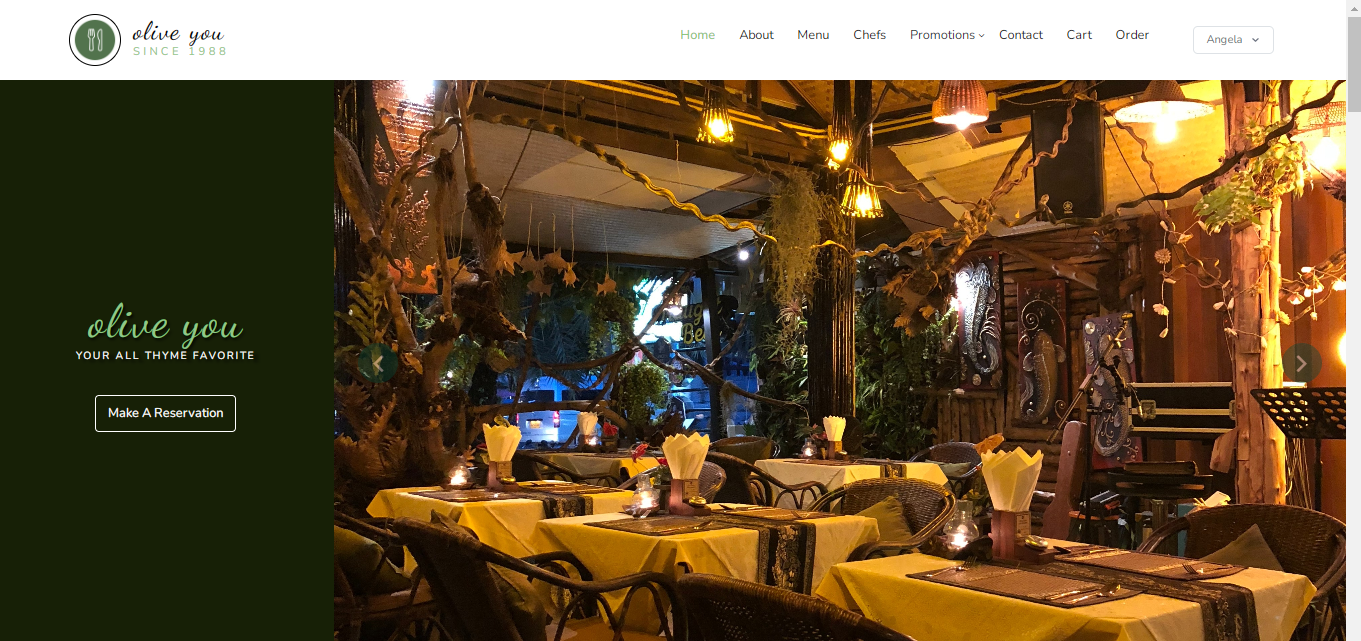 olive you
SINCE 1988
Home About Menu Chefs Promotions Contact Cart Order Angela
olive you
YOUR ALL THYME FAVORITE
Make A Reservation